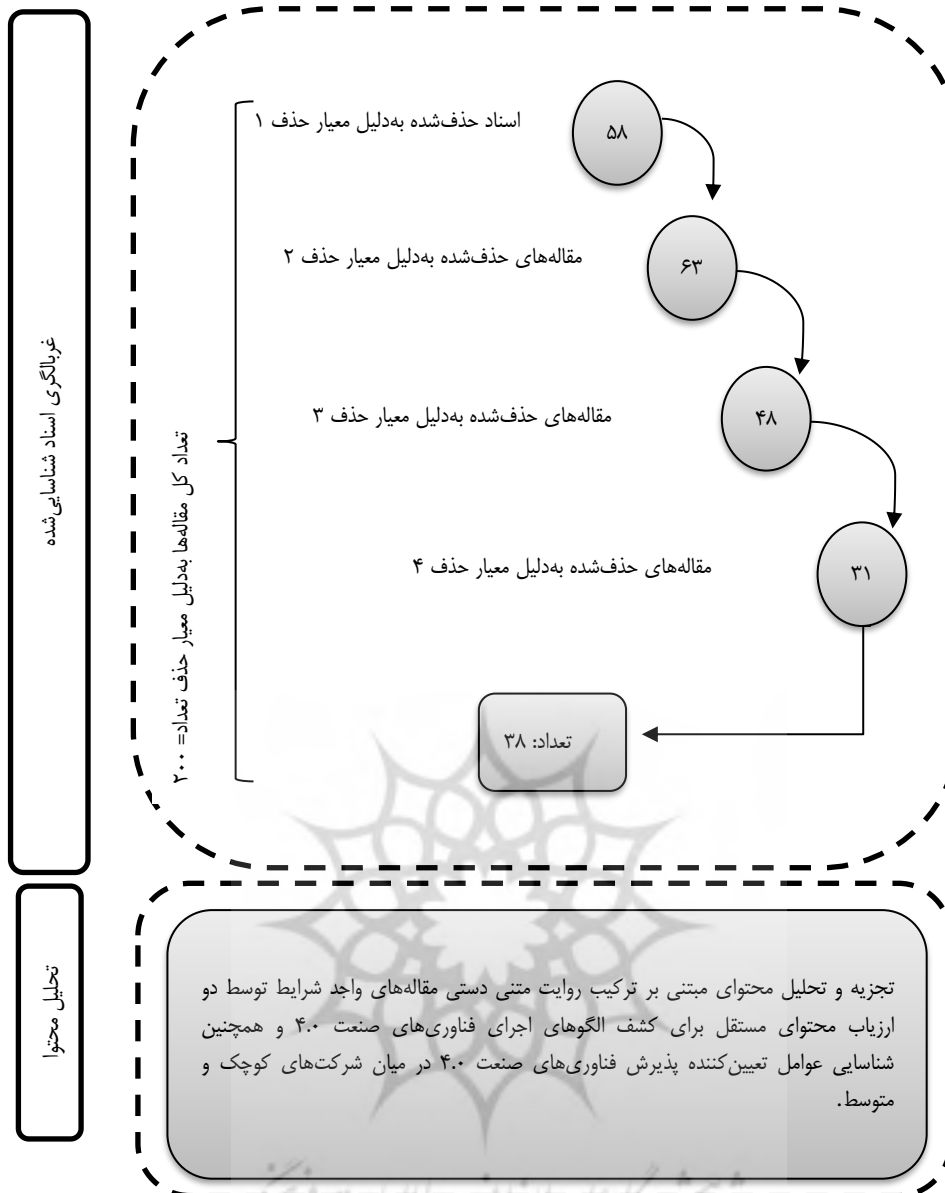 غربالگری اسناد شناسایی‌شده
اسناد حذف‌شده به‌دلیل معیار حذف ۱
۵۸
مقاله‌های حذف‌شده به‌دلیل معیار حذف ۲
۶۳
مقاله‌های حذف‌شده به‌دلیل معیار حذف ۳
۴۸
مقاله‌های حذف‌شده به‌دلیل معیار حذف ۴
۳۱
تعداد کل مقاله‌ها به‌دلیل معیار حذف تعداد= ۲۰۰
تعداد: ۳۸
تحلیل محتوا
تجزیه و تحلیل محتوای مبتنی بر ترکیب روایت متنی دستی مقاله‌های واجد شرایط توسط دو
ارزیاب محتوای مستقل برای کشف الگوهای اجرای فناوری‌های صنعت ۴.۰ و همچنین
شناسایی عوامل تعیین‌کننده پذیرش فناوری‌های صنعت ۴.۰ در میان شرکت‌های کوچک و
متوسط.